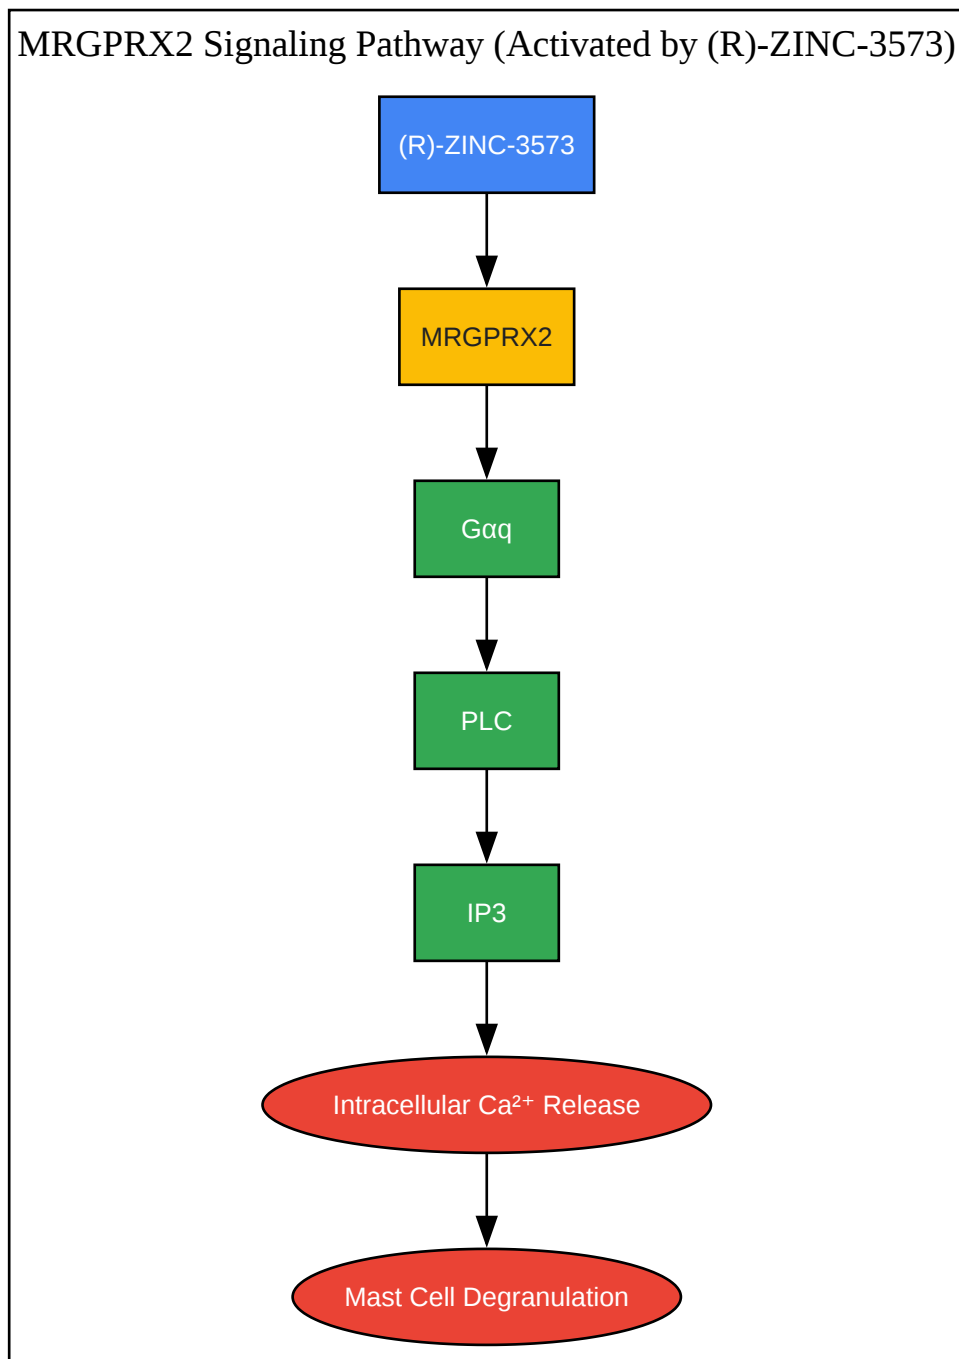 MRGPRX2 Signaling Pathway (Activated by (R)-ZINC-3573)
(R)-ZINC-3573
MRGPRX2
Gαq
PLC
IP3
Intracellular Ca²⁺ Release
Mast Cell Degranulation